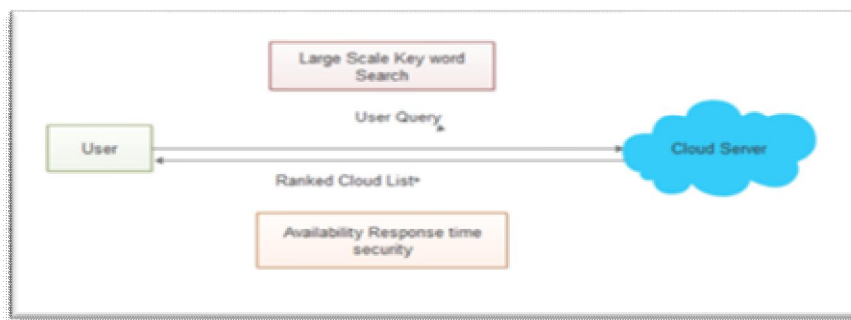 Large Scale Key word
Search
User Query
User
Cloud Server
Ranked Cloud List
Availability Response time
security